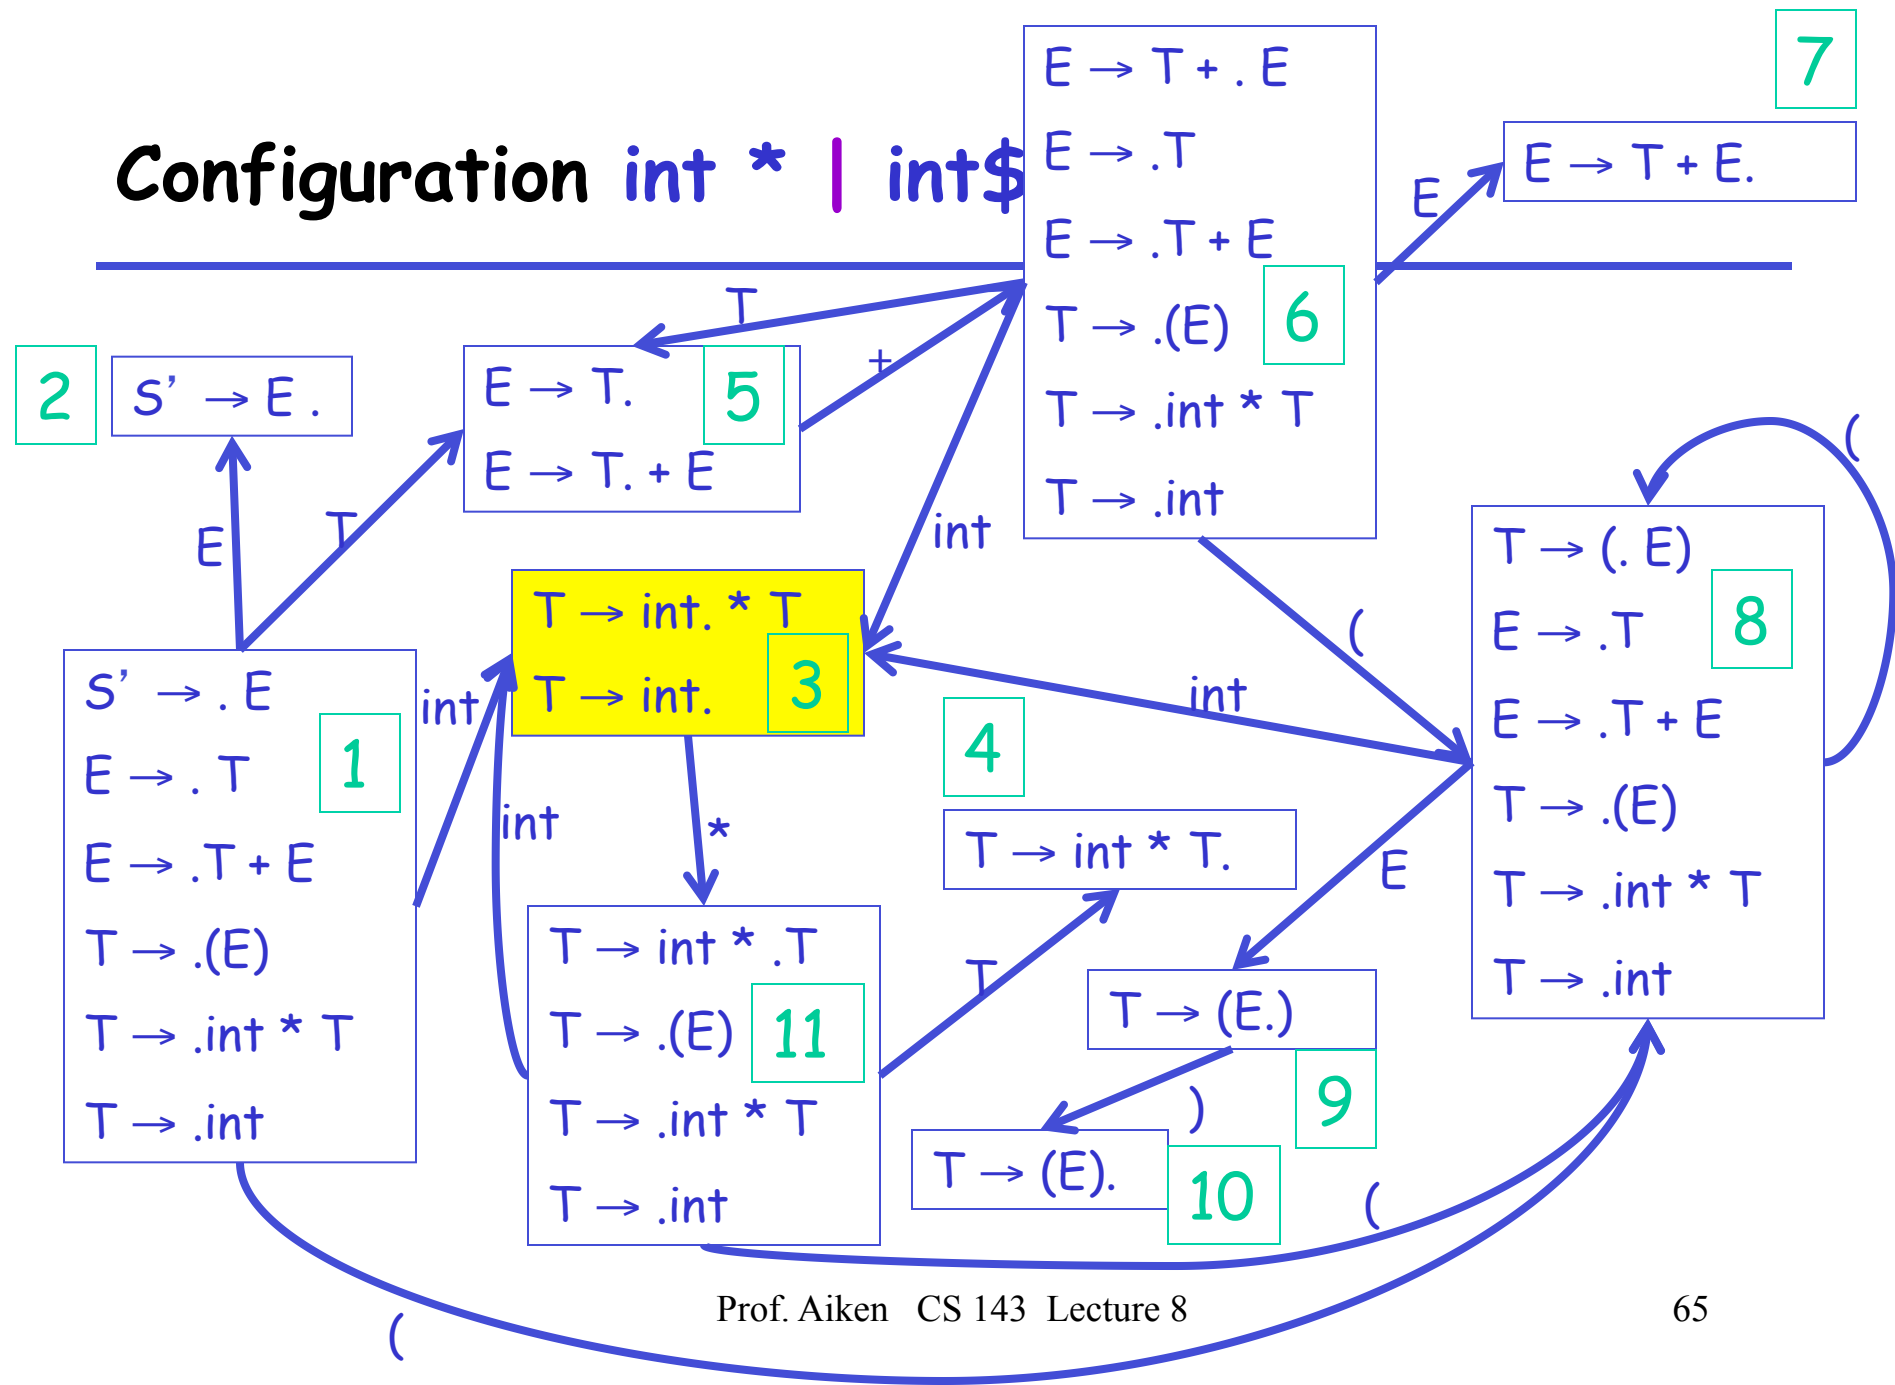 Configuration int * | int$
E → T + . E
E → .T
E → .T + E
T → .(E)
T → .int * T
T → .int
6
7
E → T + E.
E
T
+
int
(
2
S’ → E .
E → T.
E → T. + E
5
E
T
T → int. * T
T → int.
3
int
int
*
int
4
T → int * T.
T
S’ → . E
E → . T
E → .T + E
T → .(E)
T → .int * T
T → .int
1
T → int * .T
T → .(E)
T → .int * T
T → .int
11
T → (. E)
E → .T
E → .T + E
T → .(E)
T → .int * T
T → .int
8
(
E
T → (E.)
9
)
T → (E).
10
(
(
Prof. Aiken CS 143 Lecture 8
65